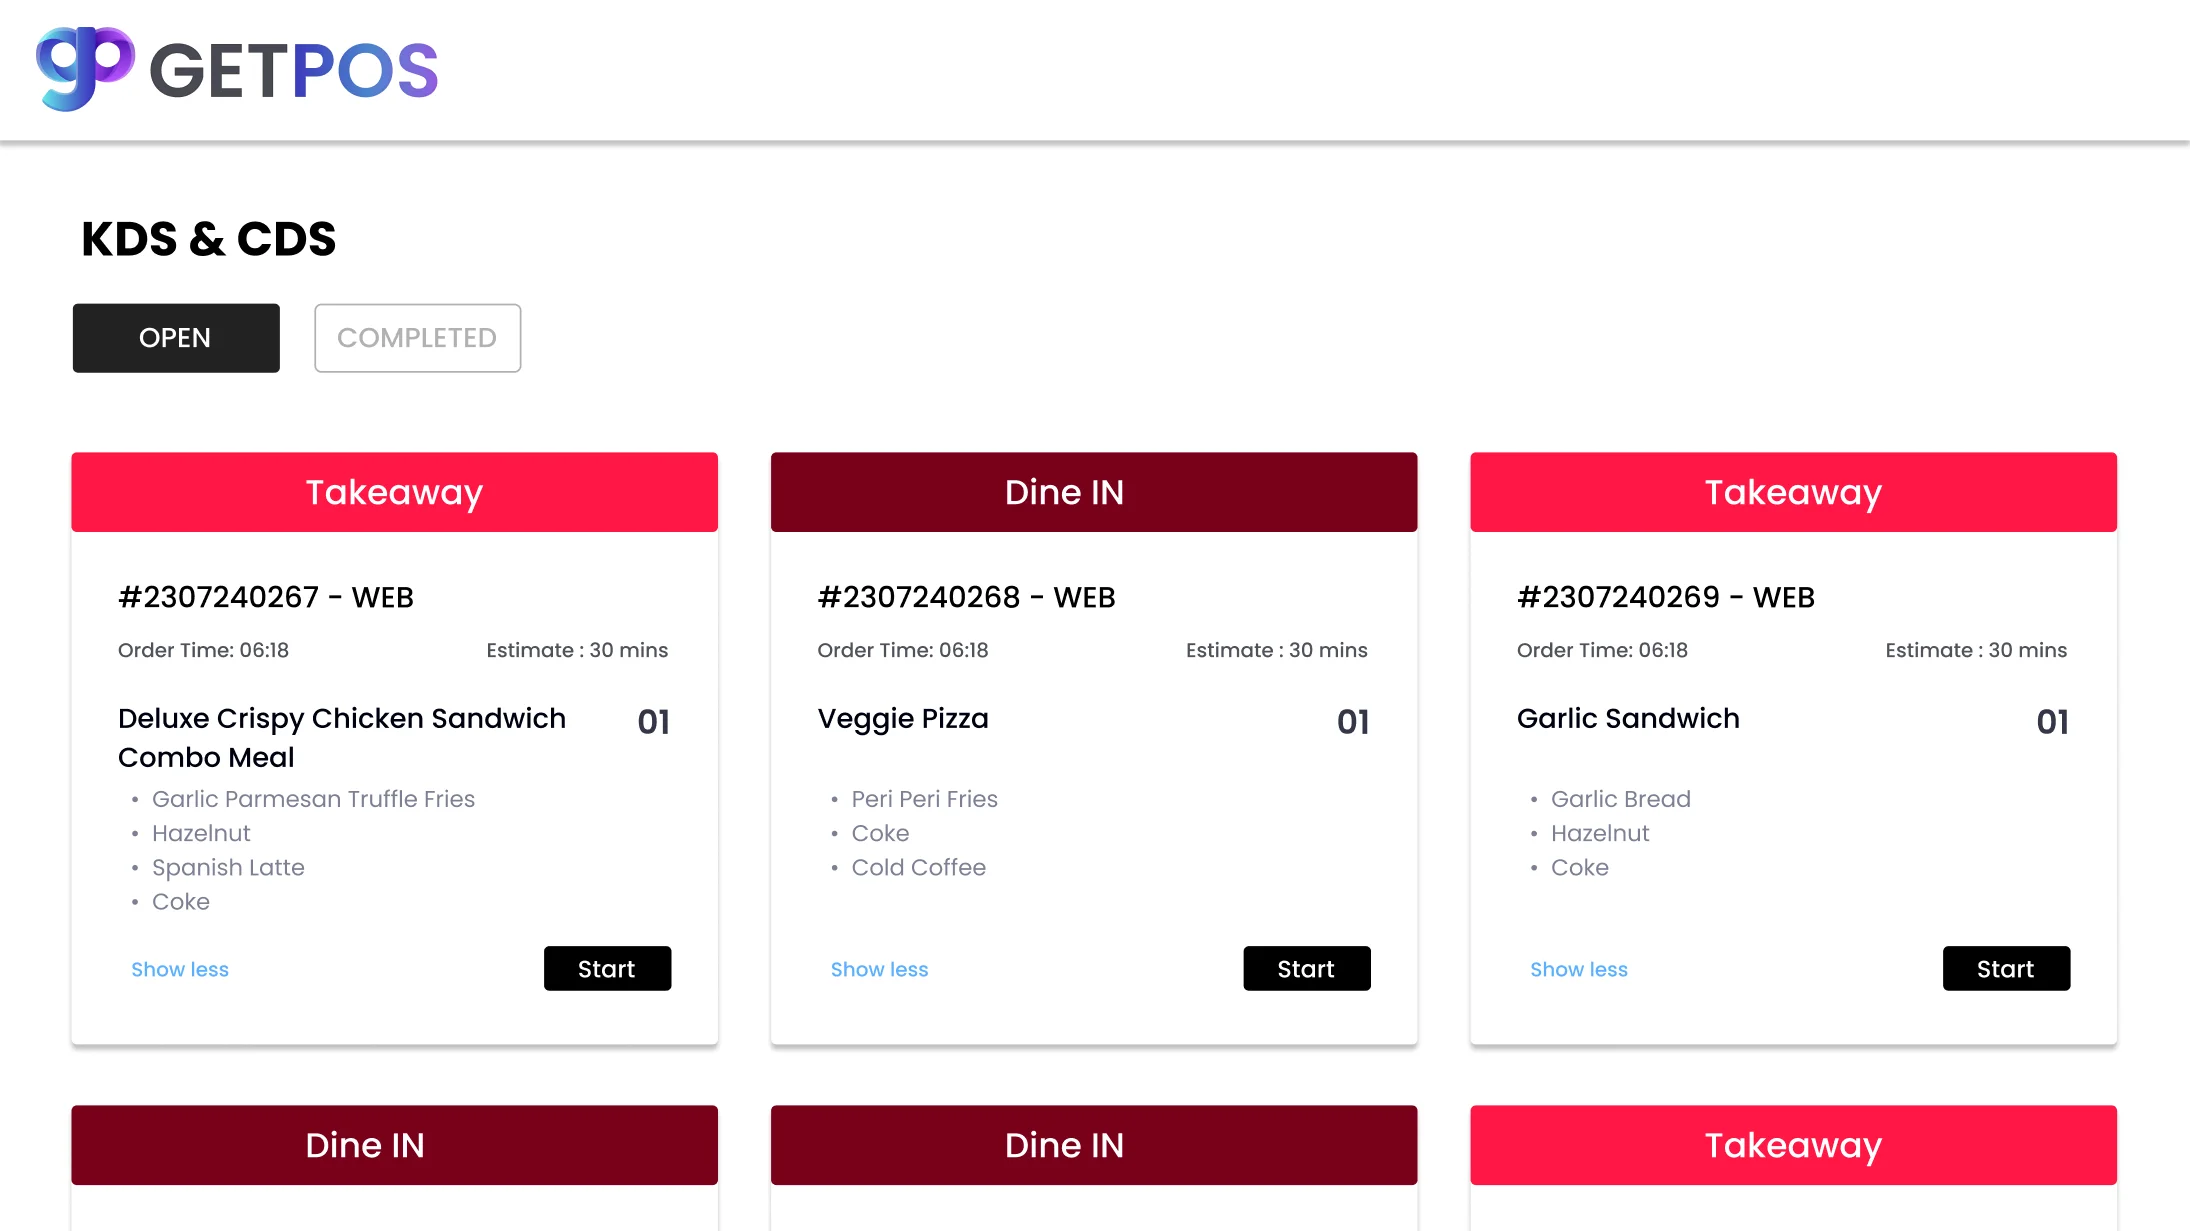 gp GETPOS
KDS & CDS
OPEN
COMPLETED
Takeaway
#2307240267 - WEB
Order Time: 06:18
Estimate : 30 mins
Deluxe Crispy Chicken Sandwich
Combo Meal
01
• Garlic Parmesan Truffle Fries
• Hazelnut
• Spanish Latte
• Coke
Show less
Start
Dine IN
#2307240268 - WEB
Order Time: 06:18
Estimate : 30 mins
Veggie Pizza
01
• Peri Peri Fries
• Coke
• Cold Coffee
Show less
Start
Takeaway
#2307240269 - WEB
Order Time: 06:18
Estimate : 30 mins
Garlic Sandwich
01
• Garlic Bread
• Hazelnut
• Coke
Show less
Start
Dine IN
Dine IN
Takeaway